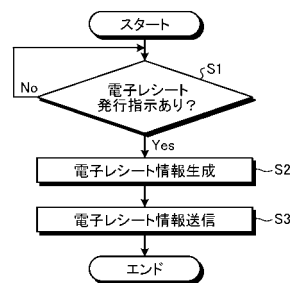 スタート
S1
電子レシート
発行指示あり?
No
Yes
電子レシート情報生成
S2
電子レシート情報送信
S3
エンド